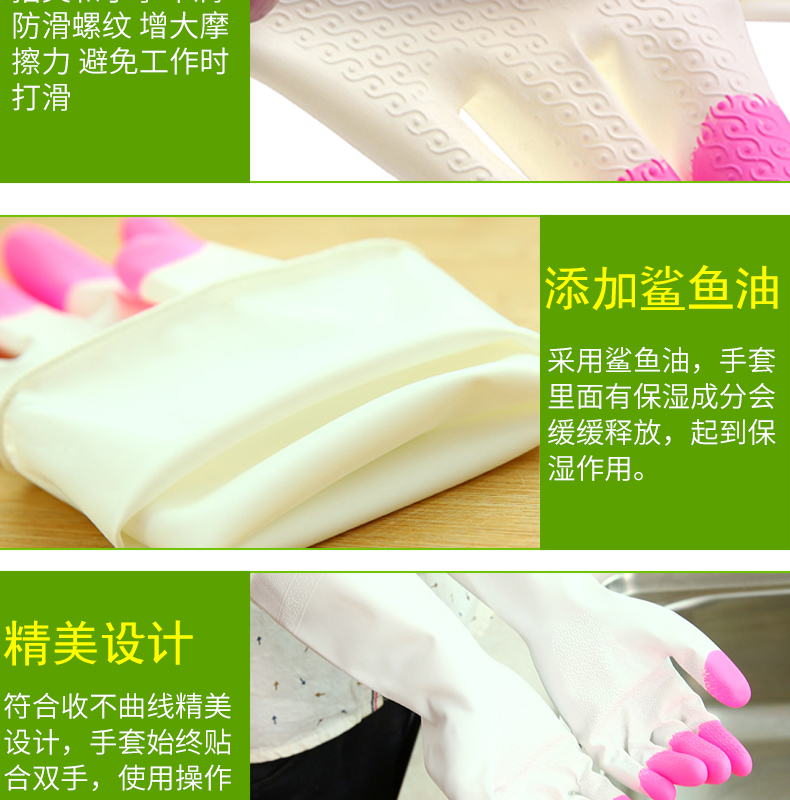 防滑螺纹 增大摩
擦力 避免工作时
打滑
添加鲨鱼油
采用鲨鱼油，手套
里面有保湿成分会
缓缓释放，起到保
湿作用。
精美设计
符合收不曲线精美
设计，手套始终贴
合双手，使用操作